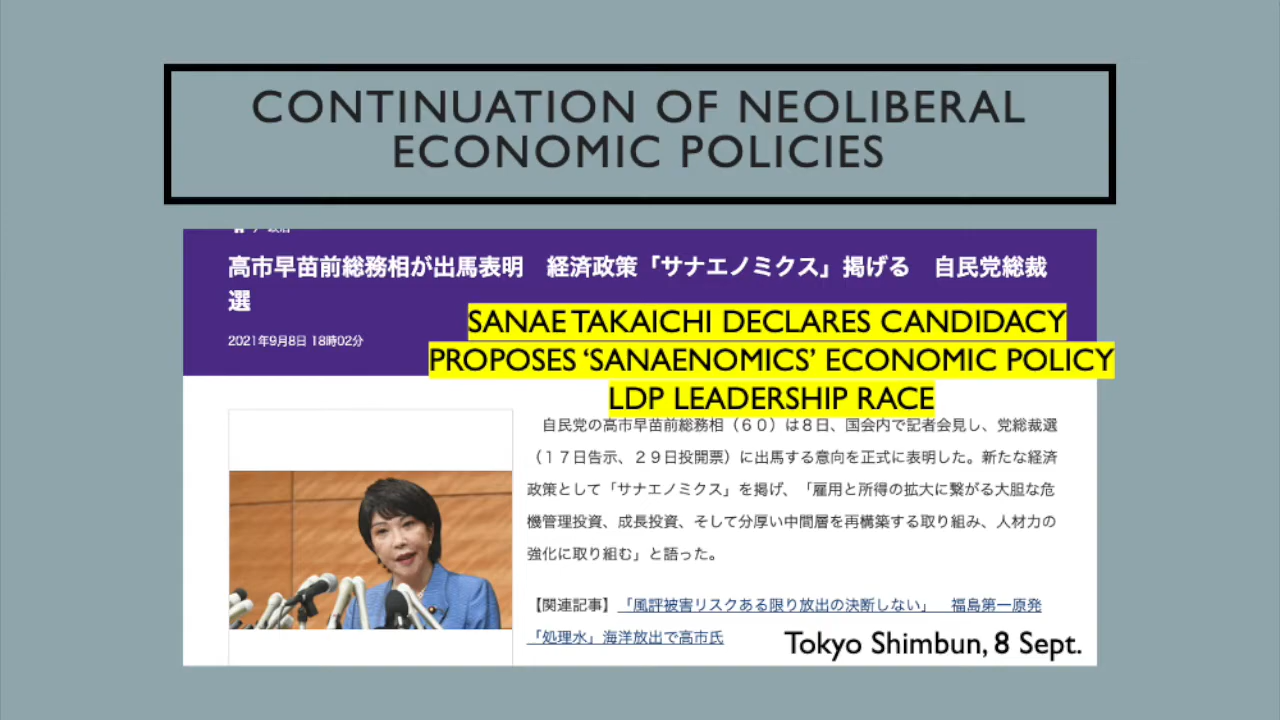 CONTINUATION OF NEOLIBERAL
ECONOMIC POLICIES
高市早苗前総務相が出馬表明　経済政策「サナエノミクス」掲げる　自民党総裁
選
2021年9月8日 18時02分
SANAE TAKAICHI DECLARES CANDIDACY
PROPOSES ‘SANAENOMICS’ ECONOMIC POLICY
LDP LEADERSHIP RACE
自民党の高市早苗前総務相（６０）は８日、国会内で記者会見し、党総裁選
（１７日告示、２９日投開票）に出馬する意向を正式に表明した。新たな経済
政策として「サナエノミクス」を掲げ、「雇用と所得の拡大に繋がる大胆な危
機管理投資、成長投資、そして分厚い中間層を再構築する取り組み、人材力の
強化に取り組む」と語った。
【関連記事】「風評被害リスクある限り放出の決断しない」　福島第一原発
「処理水」海洋放出で高市氏
Tokyo Shimbun, 8 Sept.